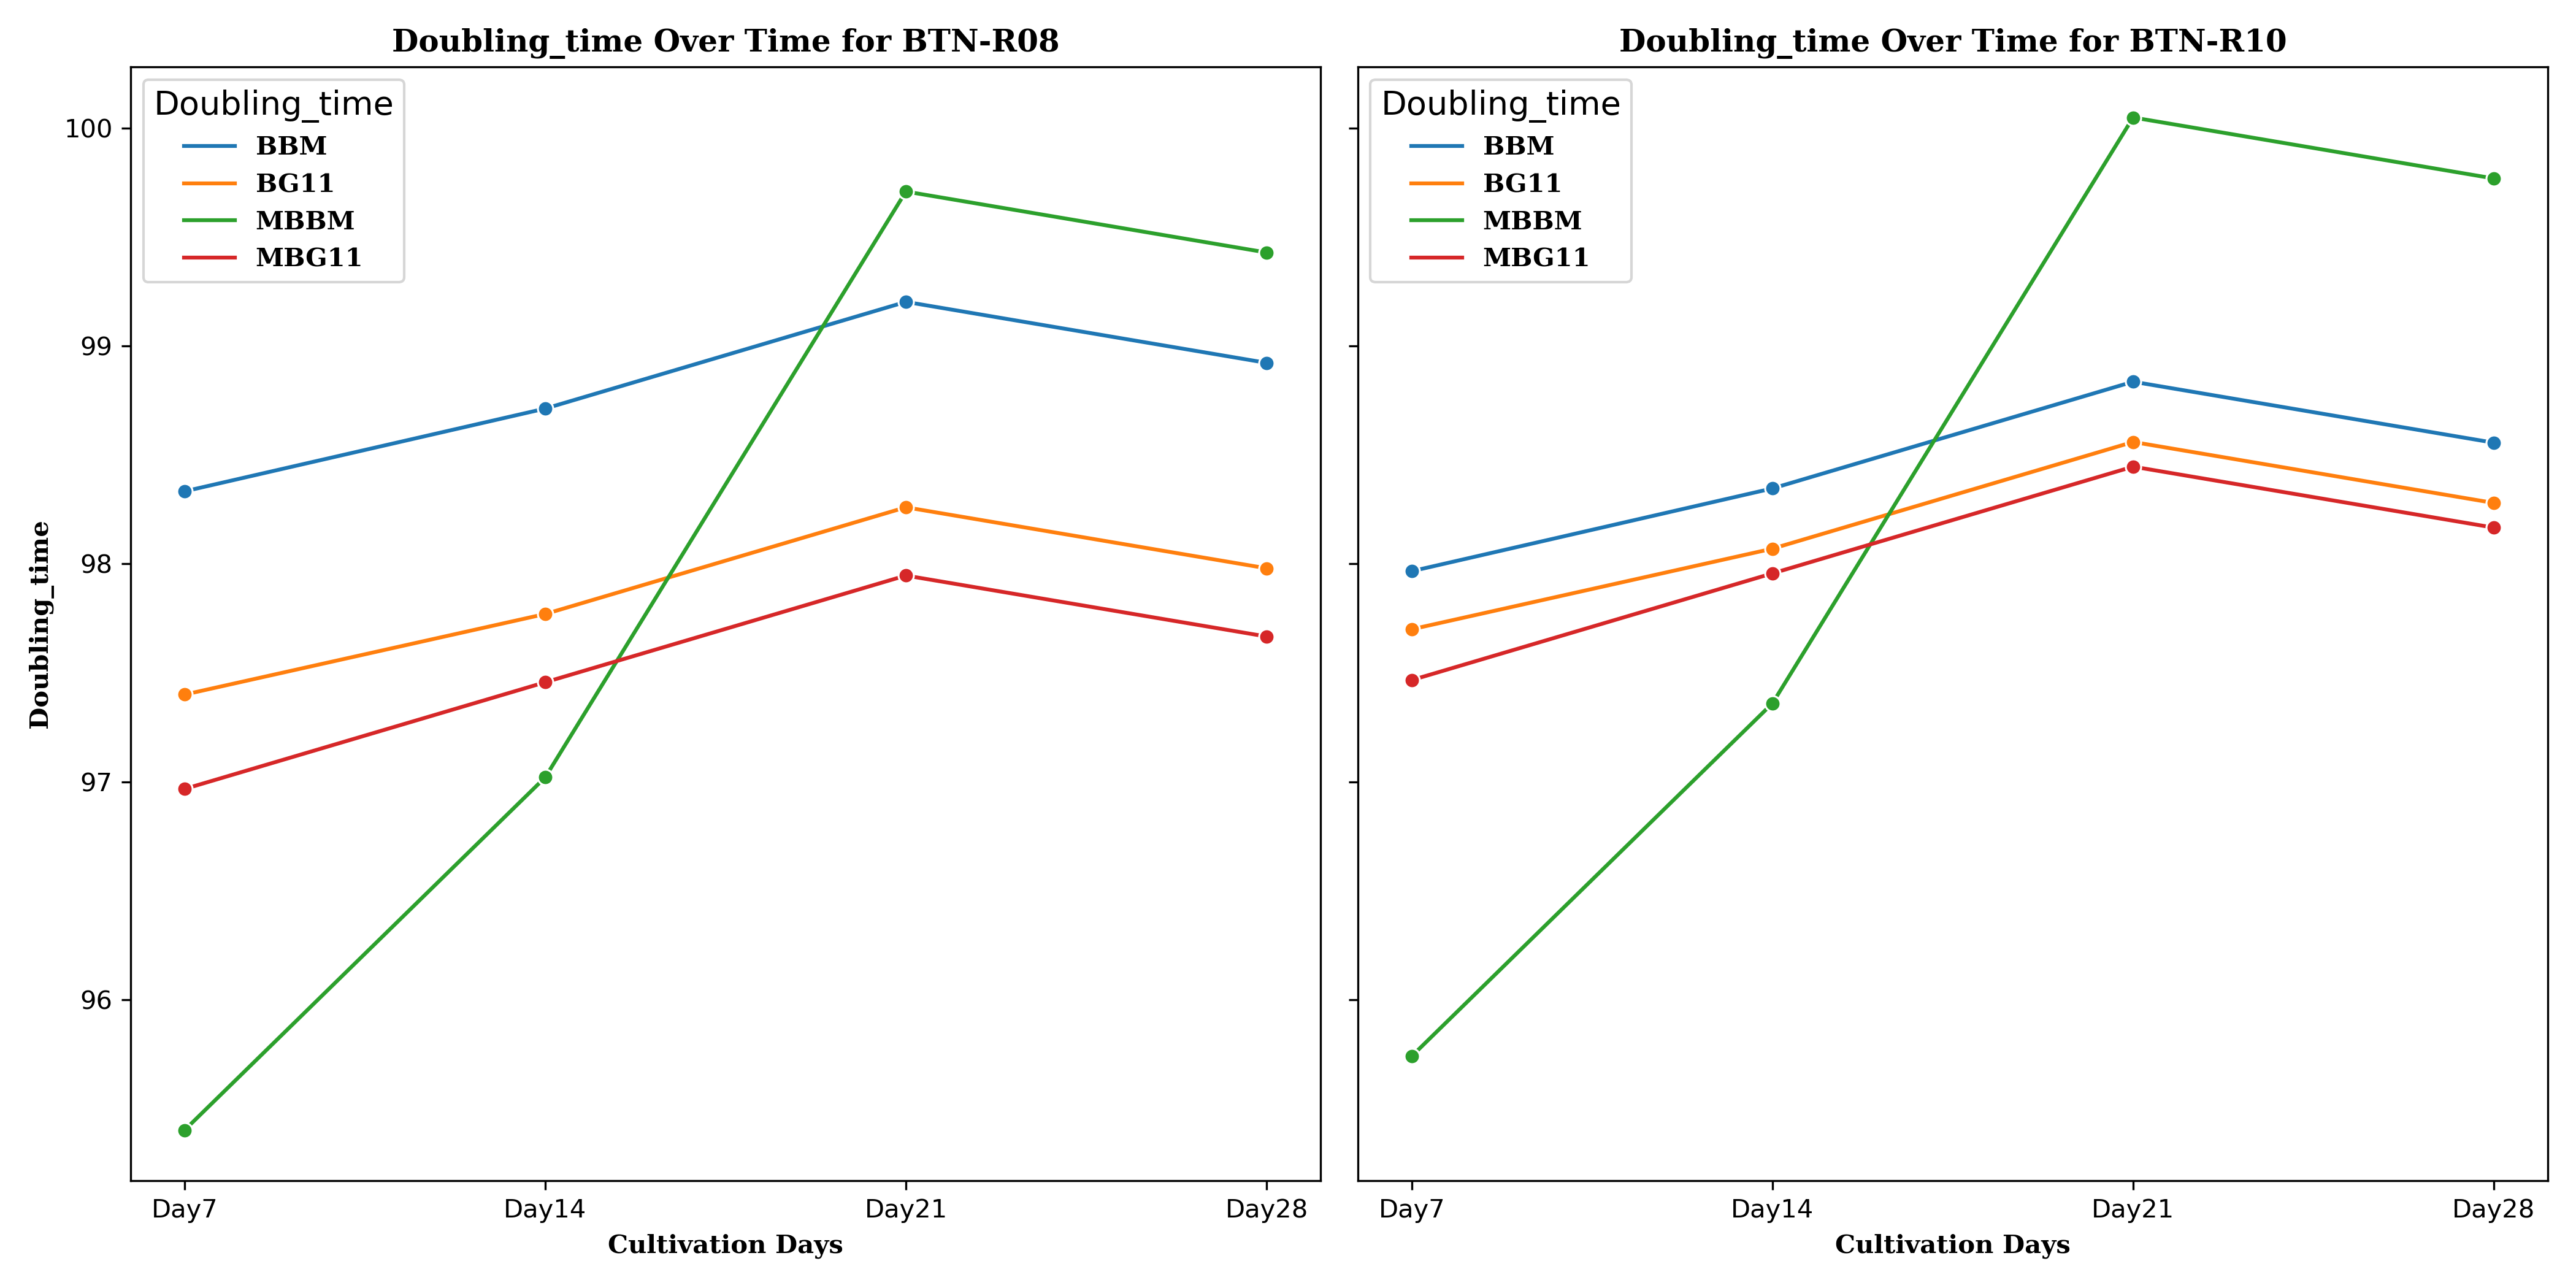 Doubling_time Over Time for BTN-R08
Doubling_time
BBM
BG11
MBBM
MBG11
100
99
98
97
96
Doubling_time
Day7 Day14 Day21 Day28
Cultivation Days
Doubling_time Over Time for BTN-R10
Doubling_time
BBM
BG11
MBBM
MBG11
Day7 Day14 Day21 Day28
Cultivation Days